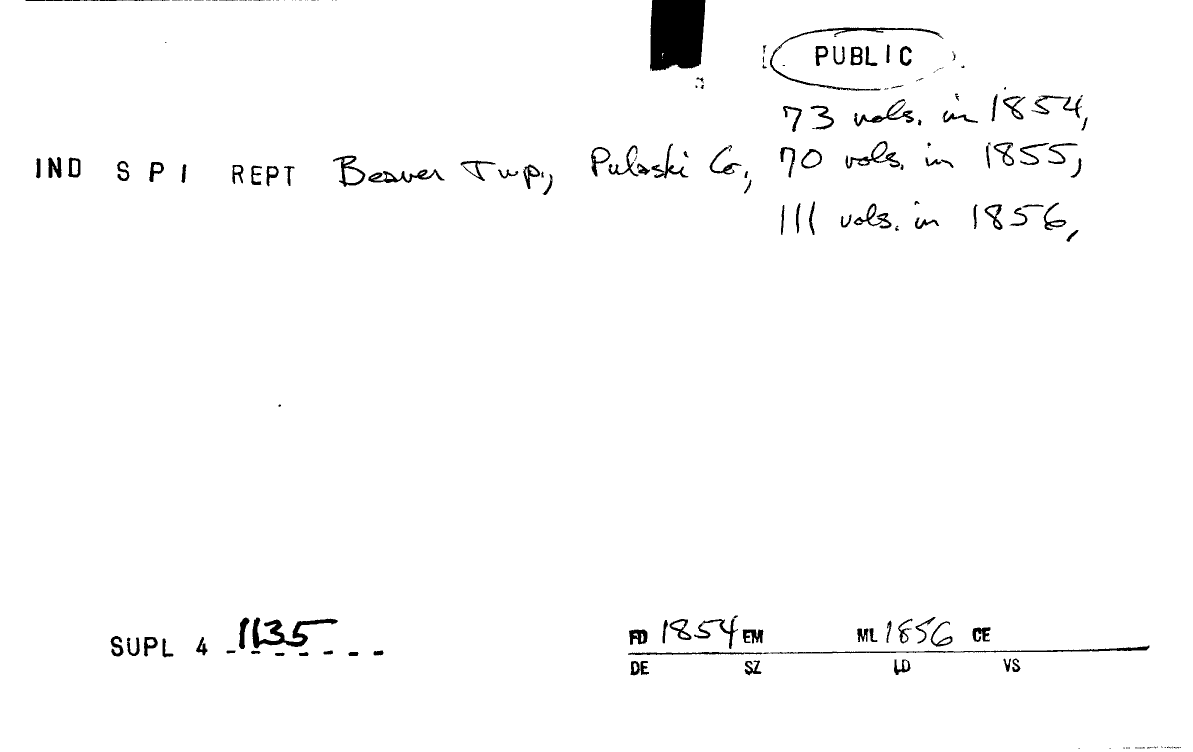 PUBLIC
73 vols. in 1854,
IND S P I REPT Beaver Twp., Pulaski Co., 70 vols. in 1855,
111 vols. in 1856,
SUPL 4 1135
FD 1854 EM ML 1856 CE
DE SZ LD VS